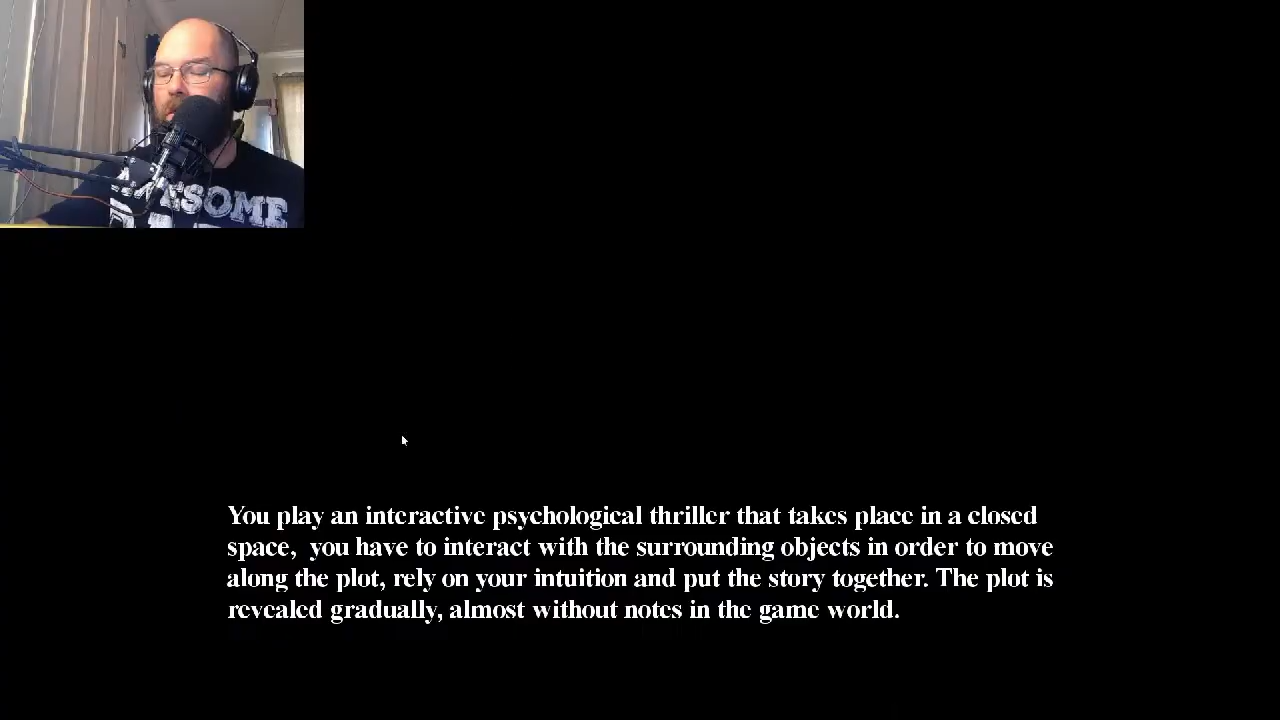 AWESOME
You play an interactive psychological thriller that takes place in a closed
space, you have to interact with the surrounding objects in order to move
along the plot, rely on your intuition and put the story together. The plot is
revealed gradually, almost without notes in the game world.